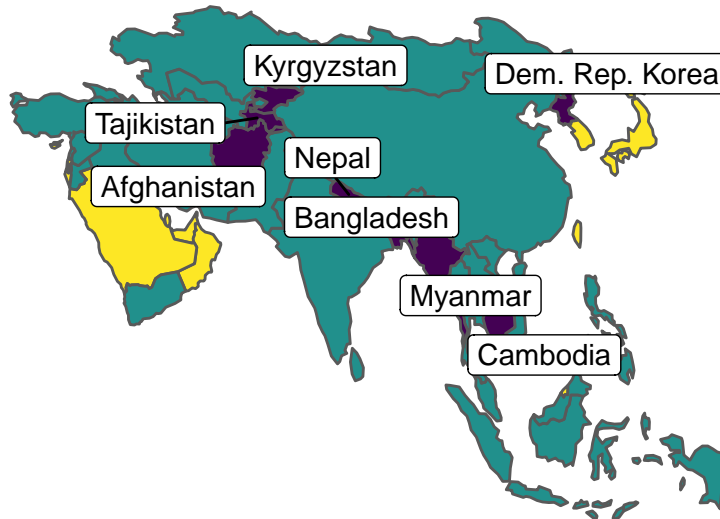 Kyrgyzstan
Dem. Rep. Korea
Tajikistan
Nepal
Afghanistan
Bangladesh
Myanmar
Cambodia